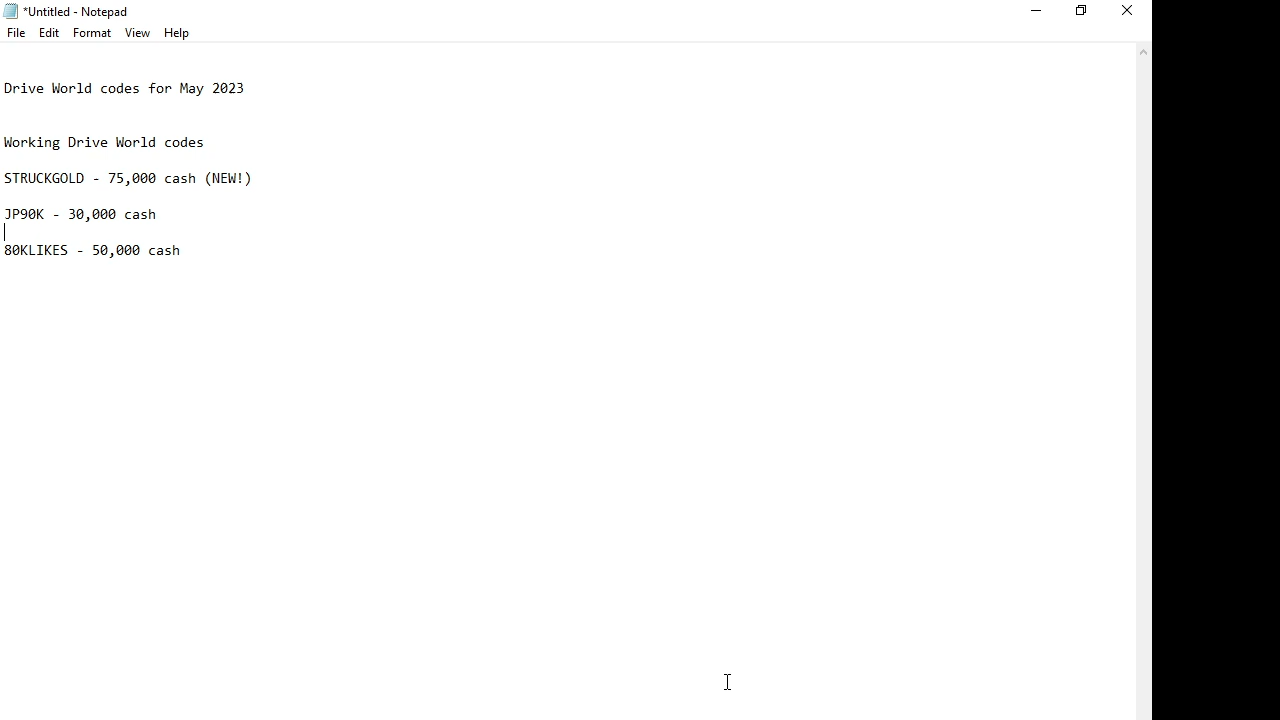 *Untitled - Notepad
File Edit Format View Help
Drive World codes for May 2023
Working Drive World codes
STRUCKGOLD - 75,000 cash (NEW!)
JP90K - 30,000 cash
80KLIKES - 50,000 cash